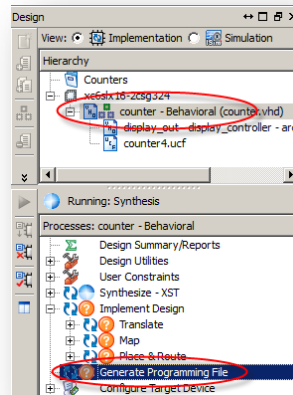 Design
View: Implementation Simulation
Hierarchy
Counters
xc6slx16-2csg324
counter - Behavioral (counter.vhd)
display_out - display_controller - arc
counter4.ucf
Running: Synthesis
Processes: counter - Behavioral
Design Summary/Reports
Design Utilities
User Constraints
Synthesize - XST
Implement Design
Translate
Map
Place & Route
Generate Programming File
Configure Target Device